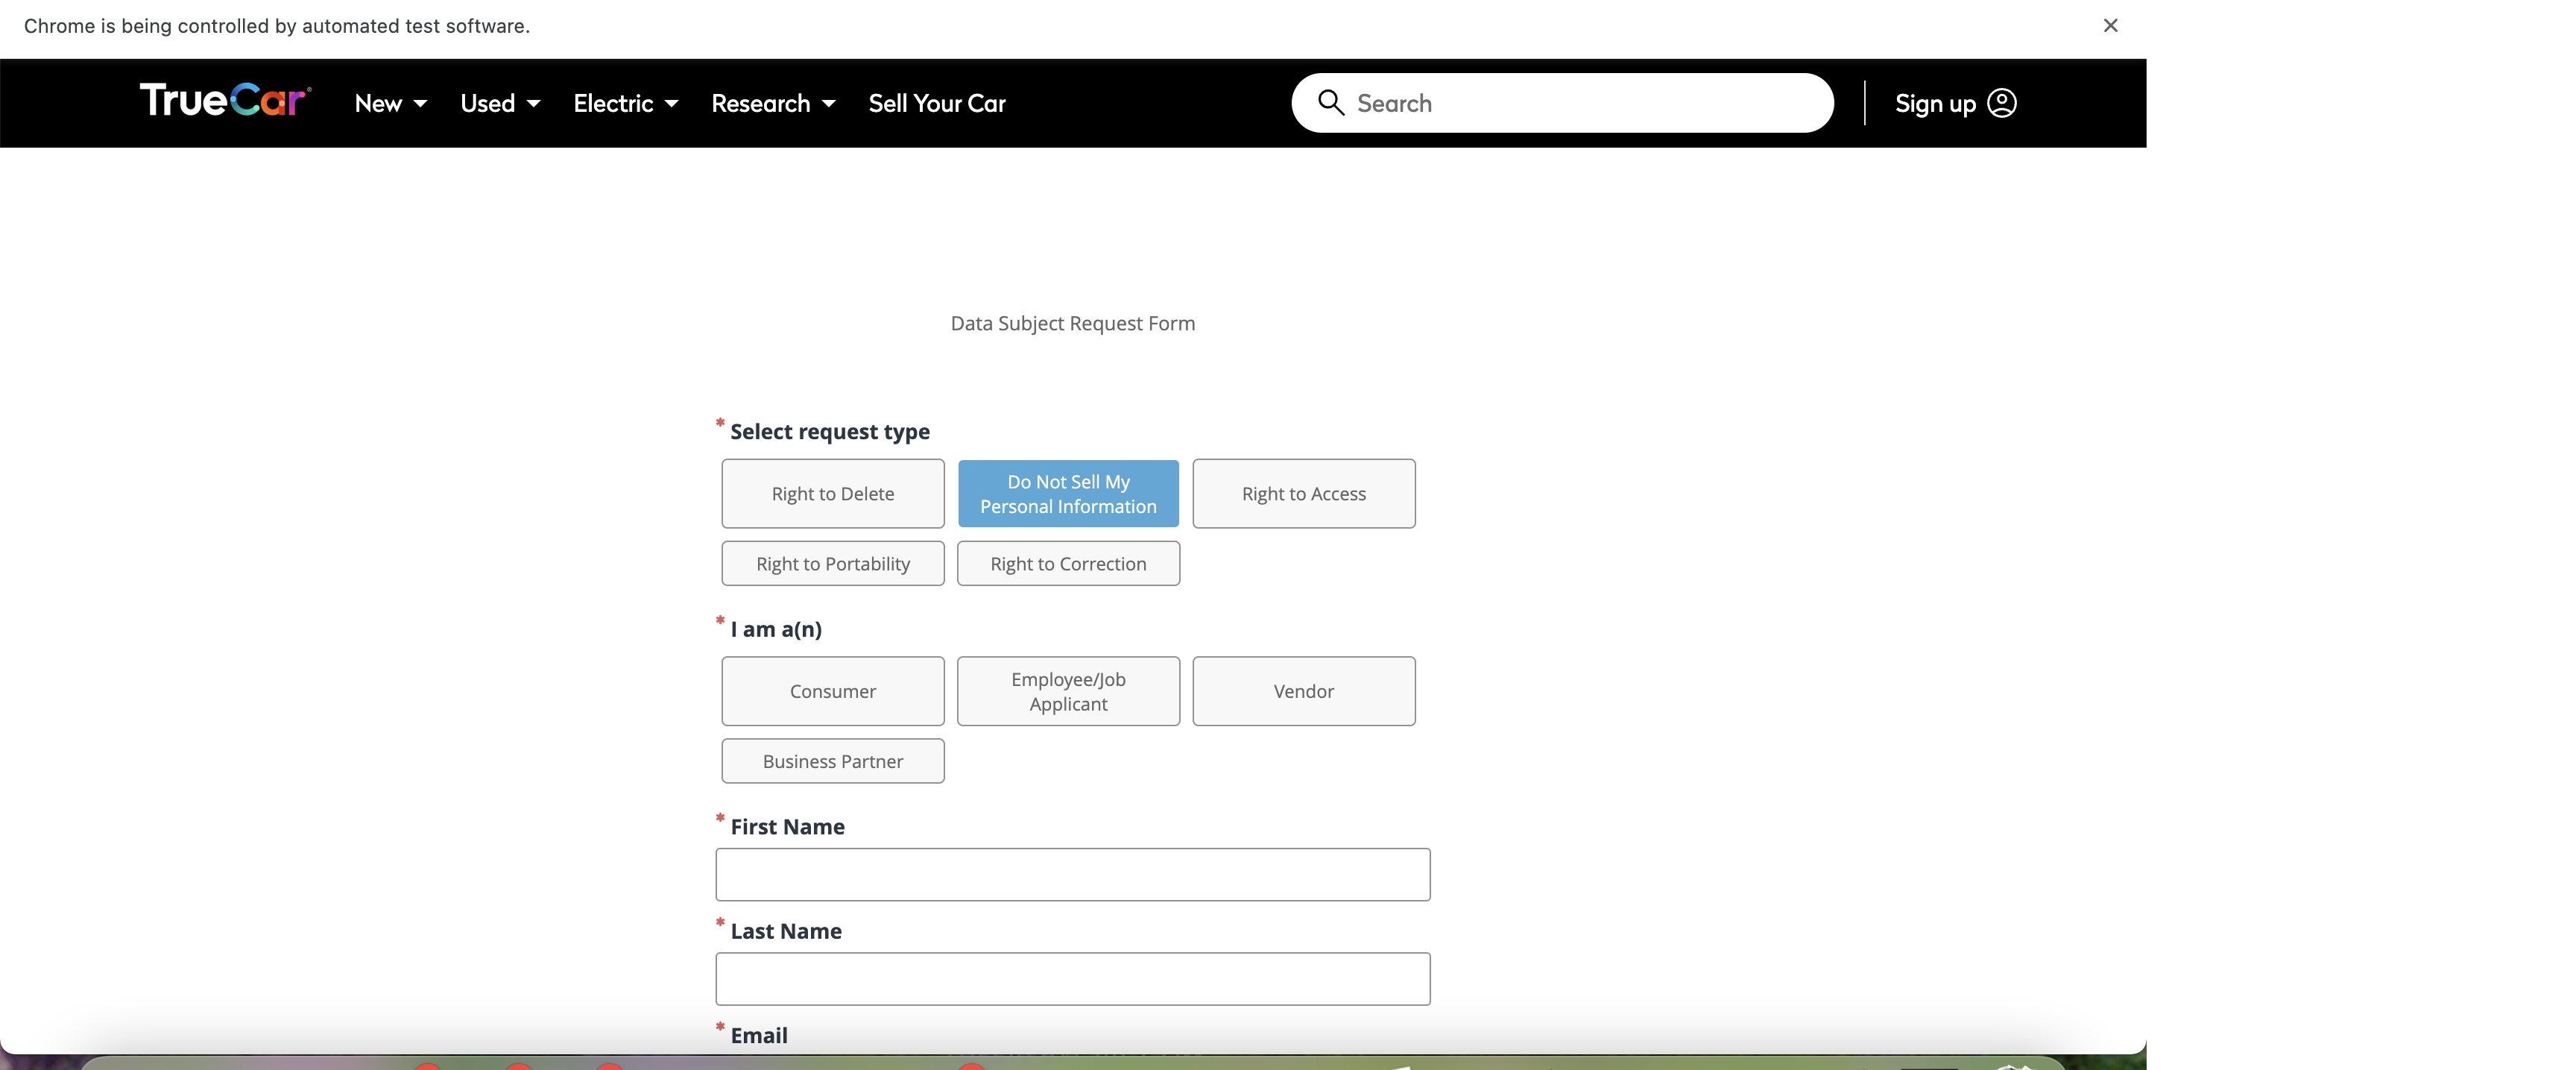 Chrome is being controlled by automated test software.
TrueCar New Used Electric Research Sell Your Car Search Sign up
Data Subject Request Form
* Select request type
Right to Delete
Do Not Sell My
Personal Information
Right to Access
Right to Portability
Right to Correction
* I am a(n)
Consumer
Employee/Job
Applicant
Vendor
Business Partner
* First Name
* Last Name
* Email